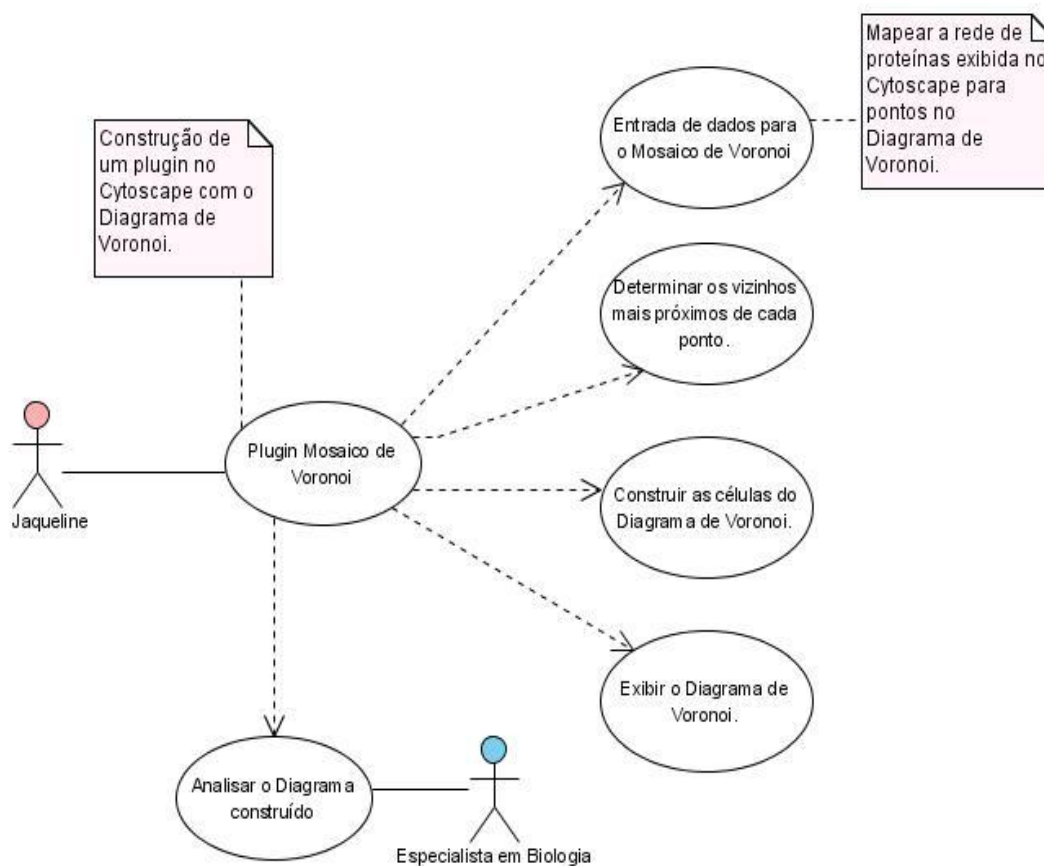 Mapear a rede de
proteínas exibida no
Cytoscape para
pontos no
Diagrama de
Voronoi.
Entrada de dados para
o Mosaico de Voronoi
Construção de
um plugin no
Cytoscape com o
Diagrama de
Voronoi.
Determinar os vizinhos
mais próximos de cada
ponto.
Plugin Mosaico de
Voronoi
Jaqueline
Construir as células do
Diagrama de Voronoi.
Exibir o Diagrama de
Voronoi.
Analisar o Diagrama
construído
Especialista em Biologia